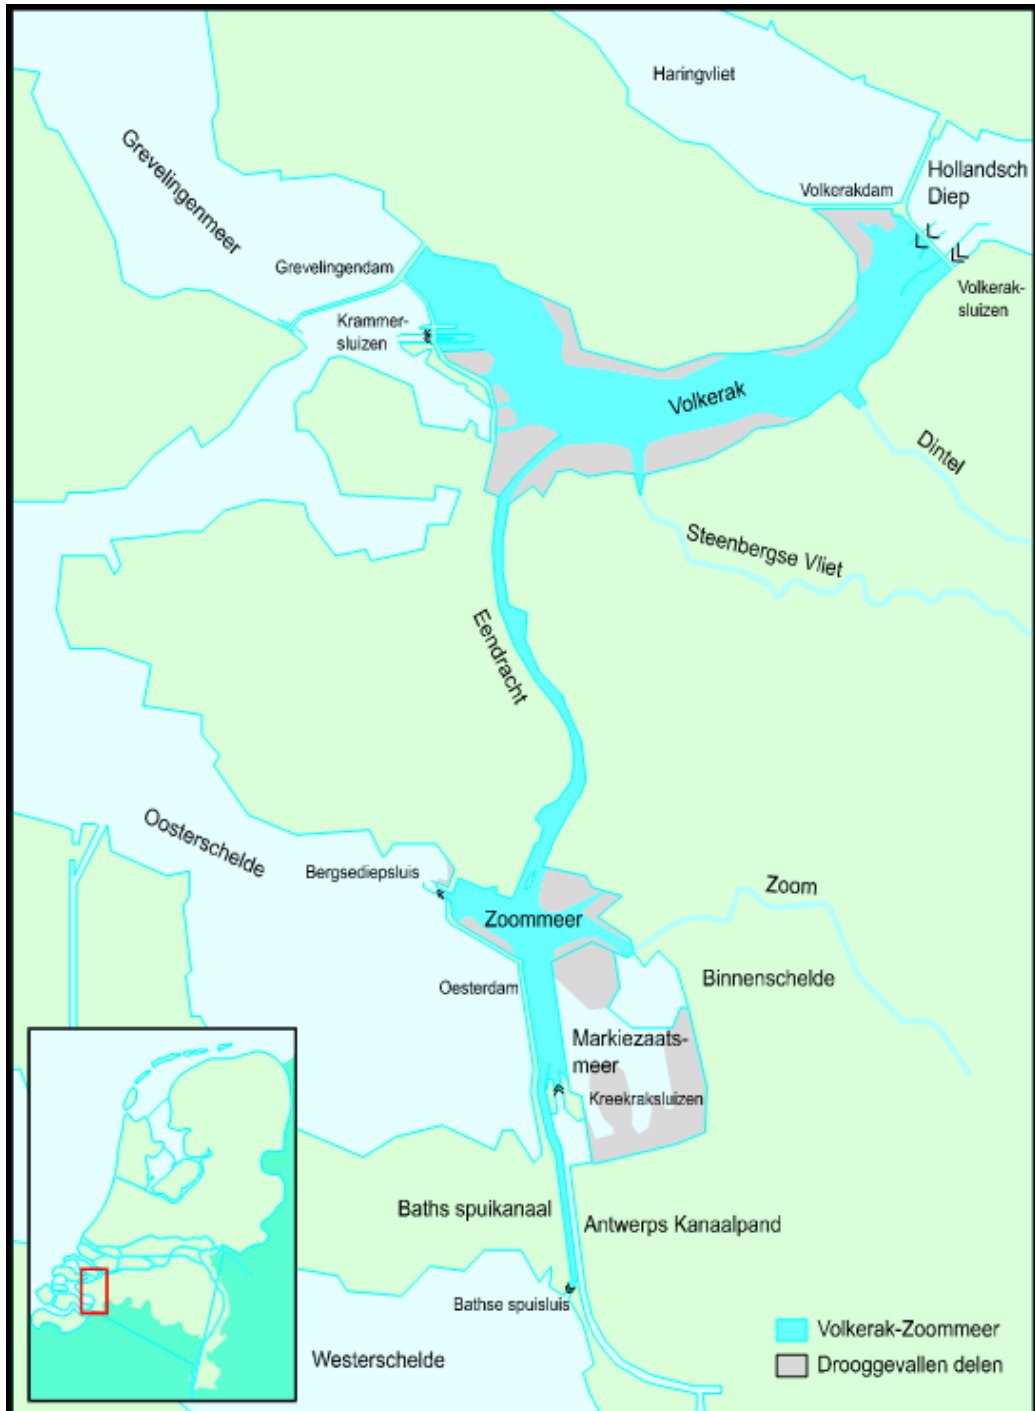 Haringvliet
Grevelingenmeer
Hollandsch
Diep
Volkerakdam
Grevelingendam
Volkerak-
sluizen
Krammer-
sluizen
Volkerak
Dintel
Steenbergse Vliet
Eendracht
Oosterschelde
Bergsediepsluis
Zoom
Zoommeer
Binnenschelde
Oesterdam
Markiezaats-
meer
Kreekraksluizen
Baths spuikanaal
Antwerps Kanaalpand
Bathse spuisluis
Volkerak-Zoommeer
Westerschelde
Drooggevallen delen